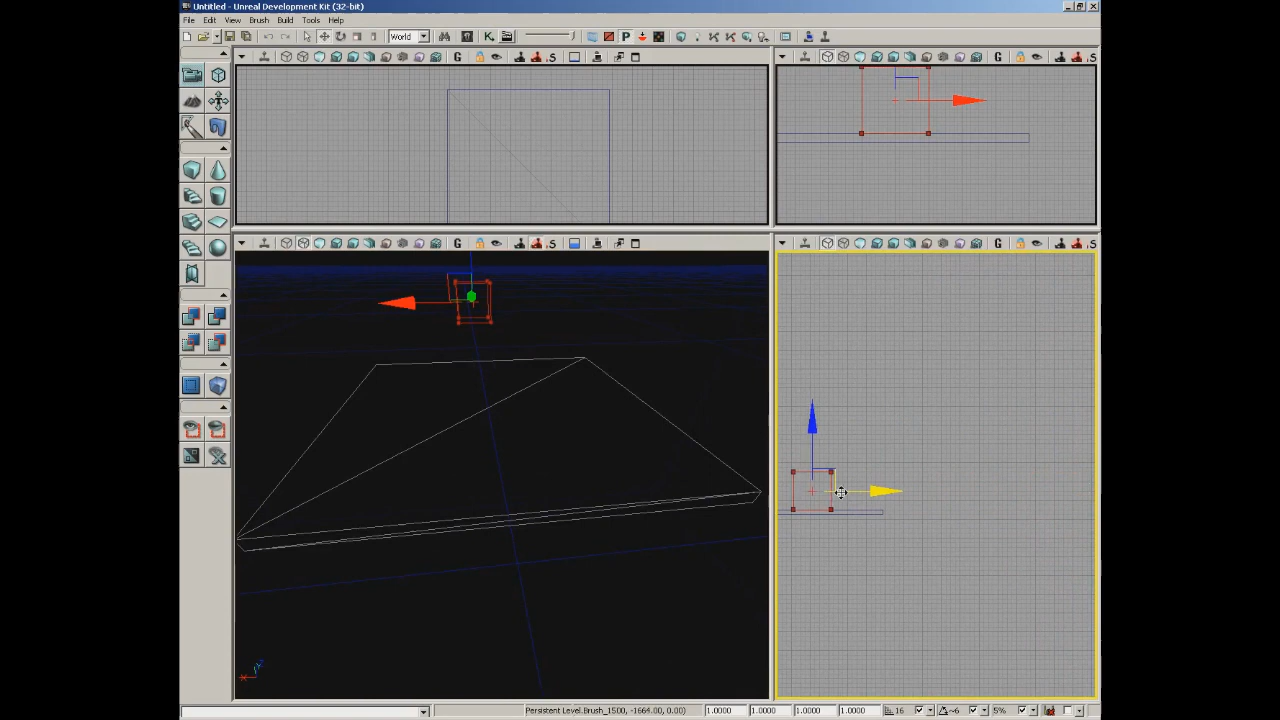 Untitled - Unreal Development Kit (32-bit)
File Edit View Brush Build Tools Help
World
P
G
S
G
S
G
S
G
S
Persistent Level.Brush_1500, -1664.00, 0.00) 1.0000 1.0000 1.0000 1.0000 16 ~6 5%